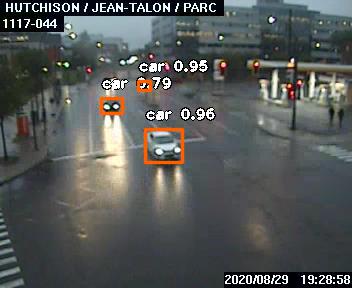 HUTCHISON / JEAN-TALON / PARC
1117-044
car 0.95
car 0.79
car 0.96
2020/08/29 19:28:58